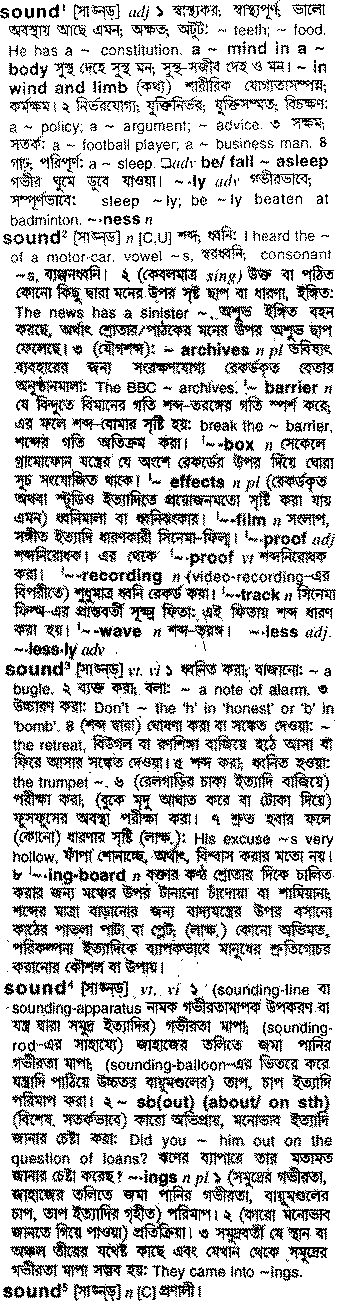 sound¹ [সাউন্‌ড্] adj ১ স্বাস্থ্যকর; স্বাস্থ্যপূর্ণ, ভালো
অবস্থায় আছে এমন; অক্ষত; অটুট: ~ teeth; ~ food.
He has a ~ constitution. a ~ mind in a ~
body সুস্থ দেহে সুস্থ মন; সুস্থ-সজীব দেহ ও মন। ~ in
wind and limb (কথ্য) শারীরিক যোগ্যতাসম্পন্ন;
কর্মক্ষম। ২ নির্ভরযোগ্য; যুক্তিনির্ভর; যুক্তিসম্মত; বিচক্ষণ:
a ~ policy; a ~ argument; ~ advice. ৩ সক্ষম;
সতর্ক: a ~ football player; a ~ business man. ৪
গাঢ়; পরিপূর্ণ: a ~ sleep. □adv be/ fall ~ asleep
গভীর ঘুমে ডুবে যাওয়া। ~·ly adv গভীরভাবে;
সম্পূর্ণভাবে: sleep ~ly; be ~ly beaten at
badminton. ~·ness n
sound² [সাউন্‌ড্] n [C,U] শব্দ; ধ্বনি: I heard the ~
of a motor-car. vowel ~s, স্বরধ্বনি, consonant
~s, ব্যঞ্জনধ্বনি। ২ (কেবলমাত্র sing) উক্ত বা পঠিত
কোনো কিছু দ্বারা মনের উপর সৃষ্ট ছাপ বা ধারণা, ইঙ্গিত:
The news has a sinister ~, অশুভ ইঙ্গিত বহন
করছে, অর্থাৎ শ্রোতার/পাঠকের মনের উপর অশুভ ছাপ
ফেলেছে। ৩ (যৌগশব্দ): ~ archives n pl ভবিষ্যৎ
ব্যবহারের জন্য সংরক্ষণযোগ্য রেকর্ডকৃত বেতার
অনুষ্ঠানমালা: The BBC ~ archives. '~ barrier n
যে বিন্দুতে বিমানের গতি শব্দ-তরঙ্গের গতি স্পর্শ করে,
এর ফলে শব্দ-বোমার সৃষ্টি হয়: break the ~ barrier,
শব্দের গতি অতিক্রম করা। '~-box n সেকেলে
গ্রামোফোন যন্ত্রের যে অংশে রেকর্ডের উপর দিয়ে ঘোরা
সূচ সংযোজিত থাকে। '~ effects n pl (রেকর্ডকৃত
অথবা স্টুডিও ইত্যাদিতে প্রয়োজনমতো সৃষ্টি করা যায়
এমন) ধ্বনিমালা বা ধ্বনিঝংকার। '~-film n সংলাপ,
সঙ্গীত ইত্যাদি ধারণকারী সিনেমা-ফিল্ম। '~-proof adj
শব্দনিরোধক। এর থেকে '~-proof vt শব্দনিরোধক
করা। '~-recording n (video-recording-এর
বিপরীতে) শুধুমাত্র ধ্বনি রেকর্ড করা। '~-track n সিনেমা
ফিল্ম-এর প্রান্তবর্তী সূক্ষ্ম ফিতা; এই ফিতায় শব্দ ধারণ
করা হয়। '~-wave n শব্দ-তরঙ্গ। ~·less adj.
~·less·ly adv
sound³ [সাউন্‌ড্] vt, vi ১ ধ্বনিত করা; বাজানো: ~ a
bugle. ২ ব্যক্ত করা, বলা: ~ a note of alarm. ৩
উচ্চারণ করা: Don't ~ the 'h' in 'honest' or 'b' in
'bomb'. ৪ (শব্দ দ্বারা) ঘোষণা করা বা সঙ্কেত দেওয়া: ~
the retreat, বিউগল বা রণশিঙ্গা বাজিয়ে হঠে আসা বা
ফিরে আসার সঙ্কেত দেওয়া। ৫ শব্দ করা; ধ্বনিত হওয়া:
the trumpet ~. ৬ (রেলগাড়ির চাকা ইত্যাদি বাজিয়ে)
পরীক্ষা করা, (বুকে মৃদু আঘাত করে বা টোকা দিয়ে)
ফুসফুসের অবস্থা পরীক্ষা করা। ৭ শ্রুত হবার ফলে
(কোনো) ধারণার সৃষ্টি (লাক্ষ.): His excuse ~s very
hollow, ফাঁপা শোনাচ্ছে, অর্থাৎ, বিশ্বাস করার মতো নয়।
৮ '~·ing-board n বক্তার কণ্ঠ শ্রোতার দিকে চালিত
করার জন্য মঞ্চের উপর টানানো চাঁদোয়া বা শামিয়ানা;
শব্দের মাত্রা বাড়ানোর জন্য বাদ্যযন্ত্রের উপর বসানো
কাঠের পাতলা পাটা বা প্লেট; (লাক্ষ.) কোনো অভিমত,
পরিকল্পনা ইত্যাদিকে ব্যাপকভাবে মানুষের শ্রুতিগোচর
করানোর কৌশল বা উপায়।
sound⁴ [সাউন্‌ড্] vt, vi ১ (sounding-line বা
sounding-apparatus নামক গভীরতামাপক উপকরণ বা
যন্ত্র দ্বারা সমুদ্র ইত্যাদির) গভীরতা মাপা; (sounding-
rod-এর সাহায্যে) জাহাজের তলিতে জমা পানির
গভীরতা মাপা; (sounding-balloon-এর ভিতরে করে
যন্ত্রাদি পাঠিয়ে উচ্চতর বায়ুমণ্ডলের) তাপ, চাপ ইত্যাদি
পরিমাপ করা। ২ ~ sb(out) (about/ on sth)
(বিশেষ. সতর্কভাবে) কারো অভিপ্রায়, মনোভাব ইত্যাদি
জানার চেষ্টা করা: Did you ~ him out on the
question of loans? ঋণের ব্যাপারে তার মতামত
জানার চেষ্টা করেছ? ~·ings n pl ১ (সমুদ্রের গভীরতা,
জাহাজের তলিতে জমা পানির গভীরতা, বায়ুমণ্ডলের
চাপ, তাপ ইত্যাদির গৃহীত) পরিমাপ। ২ (কারো মনোভাব
জানতে গিয়ে পাওয়া) প্রতিক্রিয়া। ৩ সমুদ্রবর্তী যে স্থান বা
অঞ্চল তীরের যথেষ্ট কাছে এবং যেখান থেকে সমুদ্রের
গভীরতা মাপা সম্ভব হয়: They came into ~ings.
sound⁵ [সাউন্‌ড্] n [C] প্রণালী।